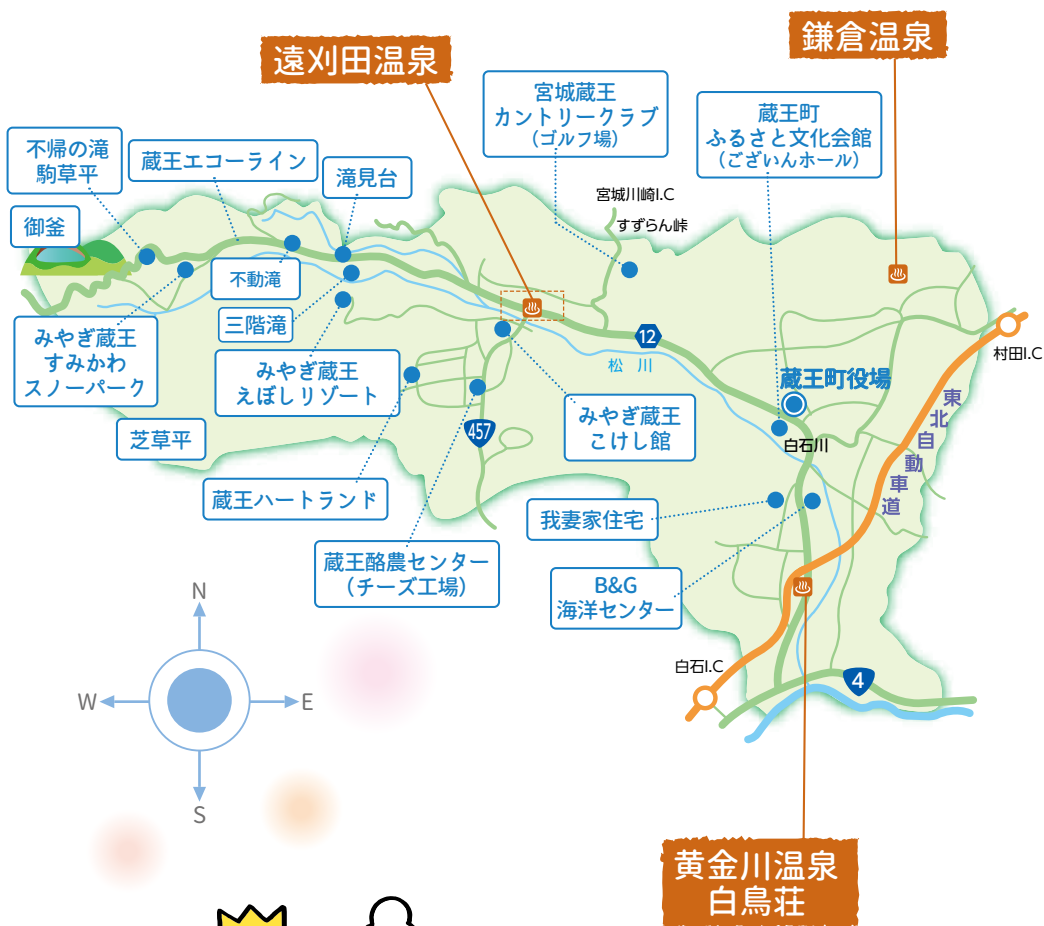 鎌倉温泉
遠刈田温泉
宮城蔵王
カントリークラブ
（ゴルフ場）
蔵王町
ふるさと文化会館
（ございんホール）
不帰の滝
駒草平
蔵王エコーライン
滝見台
宮城川崎I.C
すずらん峠
御釜
不動滝
三階滝
みやぎ蔵王
すみかわ
スノーパーク
みやぎ蔵王
えぼしリゾート
12
松川
村田I.C
蔵王町役場
東北自動車道
みやぎ蔵王
こけし館
芝草平
457
白石川
蔵王ハートランド
我妻家住宅
蔵王酪農センター
（チーズ工場）
B&G
海洋センター
白石I.C
4
N
W
E
S
黄金川温泉
白鳥荘